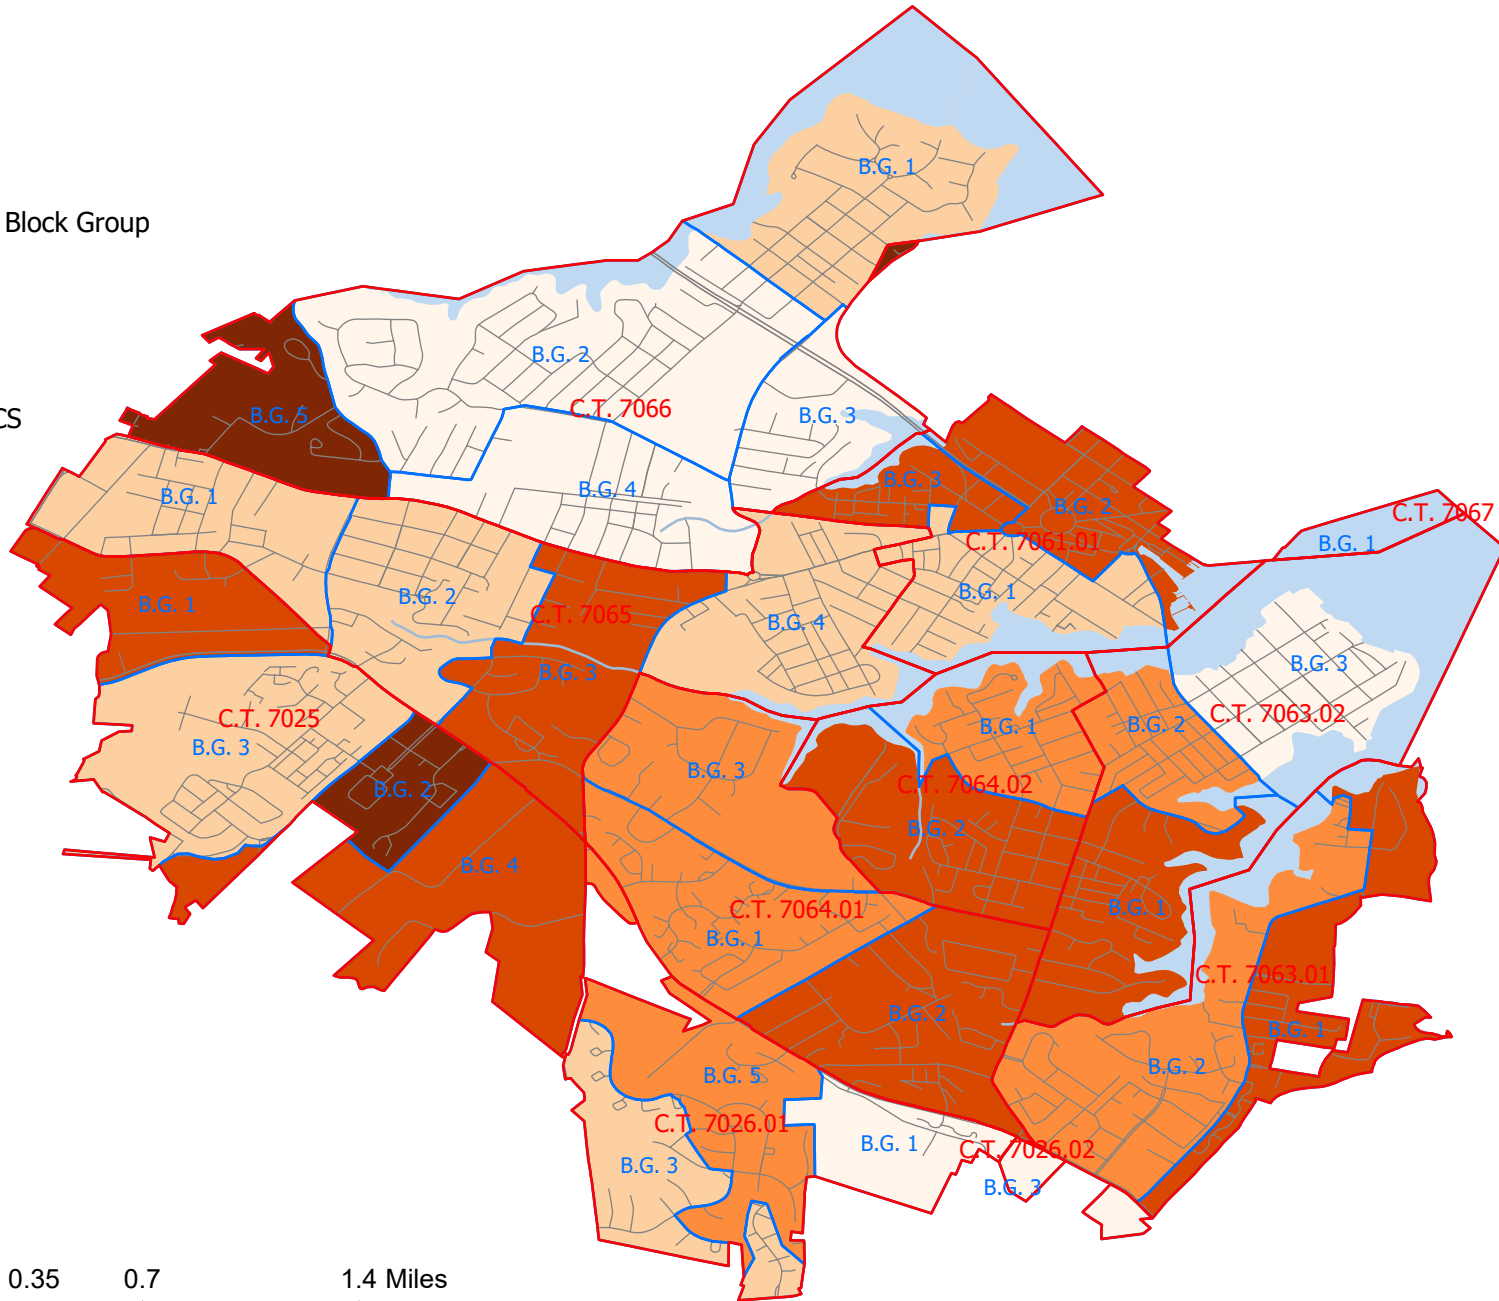 B.G. 1
Block Group
B.G. 2
C.T. 7066
B.G. 3
CS
B.G. 5
B.G. 3
B.G. 4
B.G. 1
B.G. 2
C.T. 7067
C.T. 7061.01
B.G. 1
B.G. 1
B.G. 2
B.G. 1
C.T. 7065
B.G. 4
B.G. 3
B.G. 3
C.T. 7025
C.T. 7063.02
B.G. 3
B.G. 1
B.G. 2
B.G. 3
C.T. 7064.02
B.G. 2
B.G. 2
B.G. 4
C.T. 7064.01
B.G. 1
B.G. 1
C.T. 7063.01
B.G. 2
B.G. 1
B.G. 5
B.G. 2
C.T. 7026.01
B.G. 1
C.T. 7026.02
B.G. 3
B.G. 3
0.35 0.7 1.4 Miles